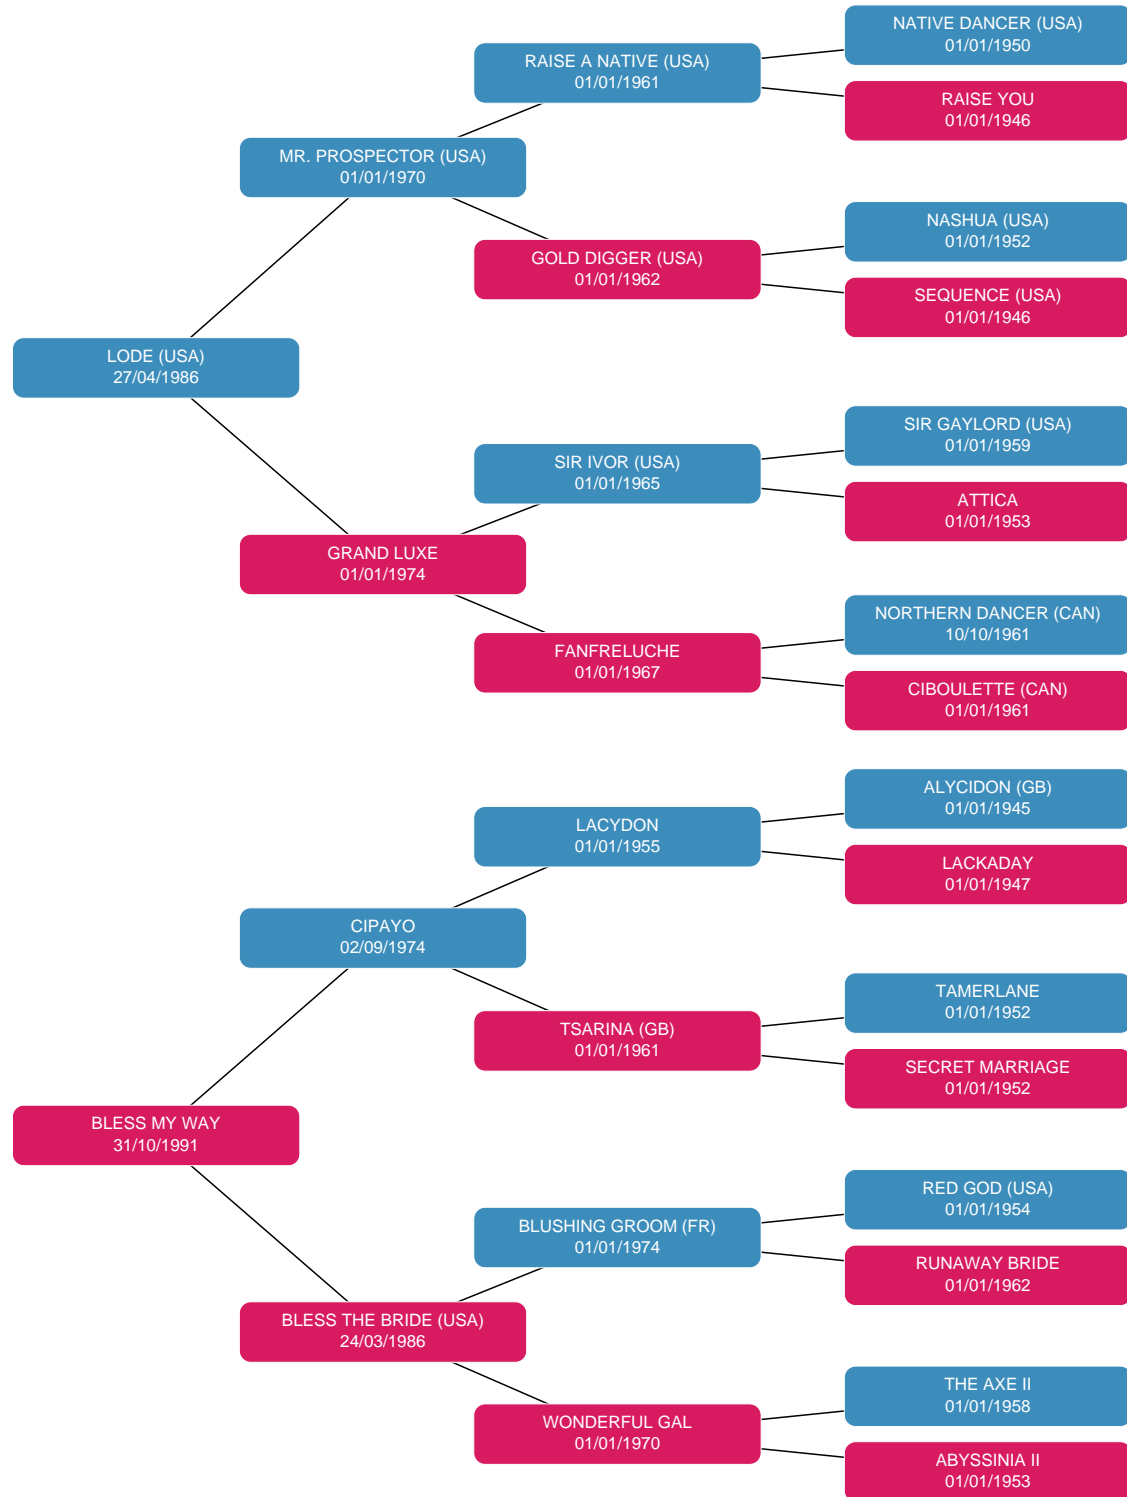 NATIVE DANCER (USA)
01/01/1950
RAISE A NATIVE (USA)
01/01/1961
RAISE YOU
01/01/1946
MR. PROSPECTOR (USA)
01/01/1970
NASHUA (USA)
01/01/1952
GOLD DIGGER (USA)
01/01/1962
SEQUENCE (USA)
01/01/1946
LODE (USA)
27/04/1986
SIR GAYLORD (USA)
01/01/1959
SIR IVOR (USA)
01/01/1965
ATTICA
01/01/1953
GRAND LUXE
01/01/1974
NORTHERN DANCER (CAN)
10/10/1961
FANFRELUCHE
01/01/1967
CIBOULETTE (CAN)
01/01/1961
ALYCIDON (GB)
01/01/1945
LACYDON
01/01/1955
LACKADAY
01/01/1947
CIPAYO
02/09/1974
TAMERLANE
01/01/1952
TSARINA (GB)
01/01/1961
SECRET MARRIAGE
01/01/1952
BLESS MY WAY
31/10/1991
RED GOD (USA)
01/01/1954
BLUSHING GROOM (FR)
01/01/1974
RUNAWAY BRIDE
01/01/1962
BLESS THE BRIDE (USA)
24/03/1986
THE AXE II
01/01/1958
WONDERFUL GAL
01/01/1970
ABYSSINIA II
01/01/1953